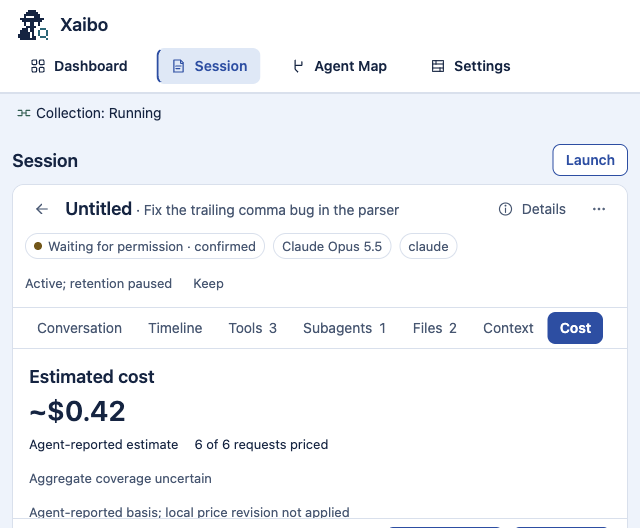 Xaibo
Dashboard Session Agent Map Settings
Collection: Running
Session Launch
Untitled · Fix the trailing comma bug in the parser Details ···
Waiting for permission · confirmed Claude Opus 5.5 claude
Active; retention paused Keep
Conversation Timeline Tools 3 Subagents 1 Files 2 Context Cost
Estimated cost
~$0.42
Agent-reported estimate 6 of 6 requests priced
Aggregate coverage uncertain
Agent-reported basis; local price revision not applied